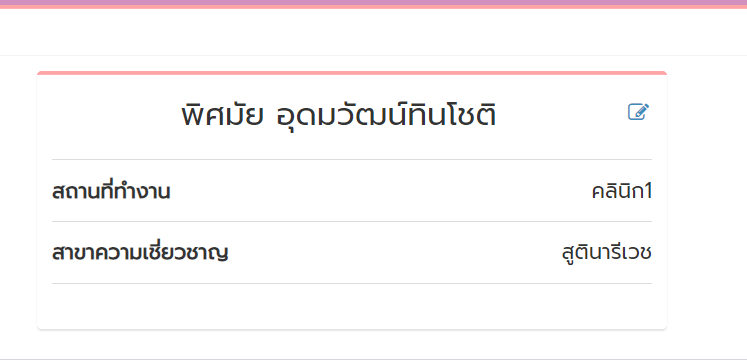 พิศมัย อุดมวัฒน์ทินโชติ
สถานที่ทำงาน คลินิก1
สาขาความเชี่ยวชาญ สูตินารีเวช